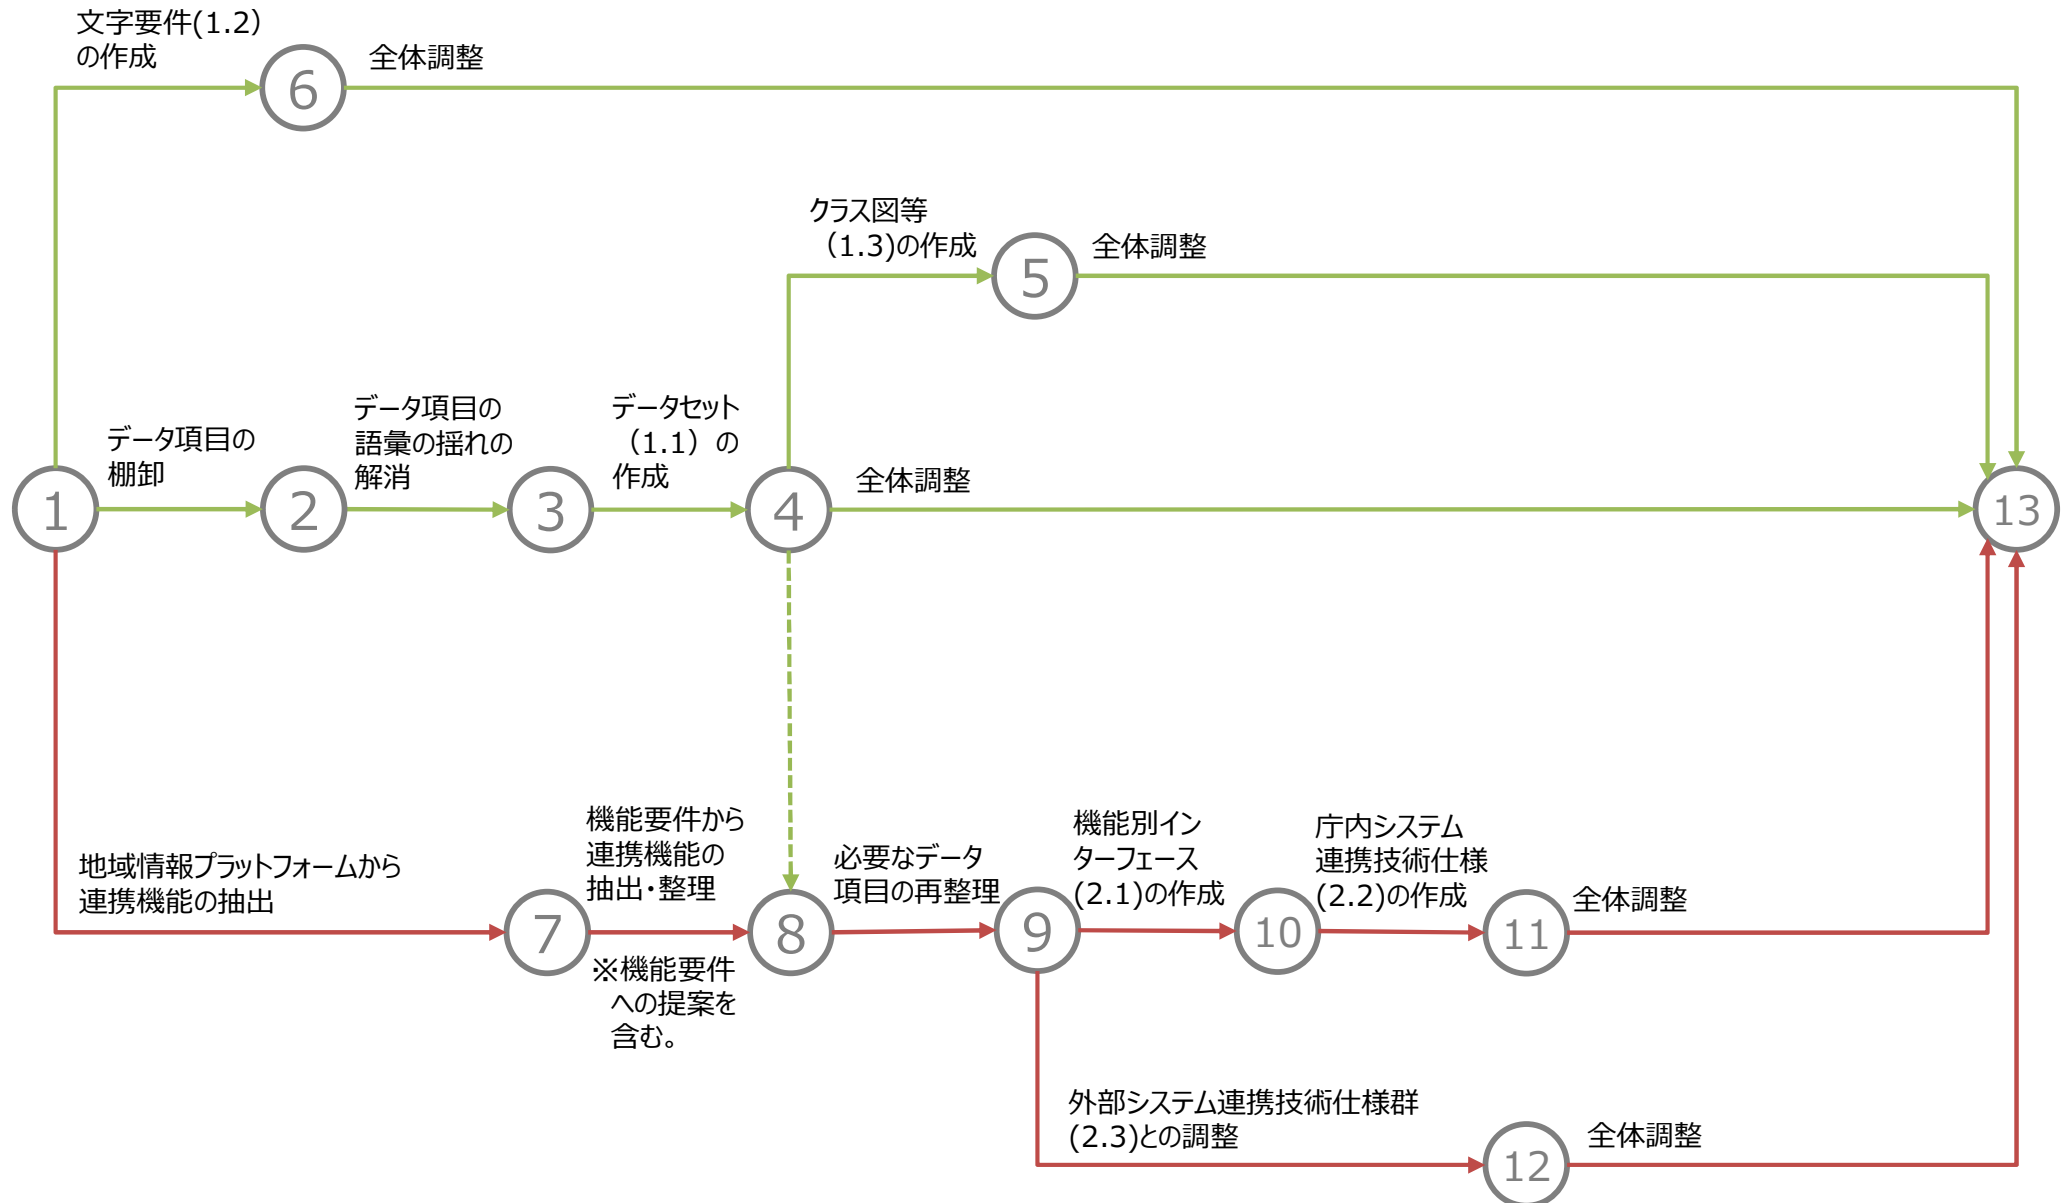 文字要件(1.2)
の作成
6
全体調整
クラス図等
（1.3)の作成
5
全体調整
データ項目の
棚卸
データ項目の
語彙の揺れの
解消
データセット
（1.1）の
作成
全体調整
1
2
3
4
13
地域情報プラットフォームから
連携機能の抽出
7
機能要件から
連携機能の
抽出・整理
※機能要件
への提案を
含む。
8
必要なデータ
項目の再整理
9
機能別イン
ターフェース
(2.1)の作成
10
庁内システム
連携技術仕様
(2.2)の作成
11
全体調整
外部システム連携技術仕様群
(2.3)との調整
12
全体調整